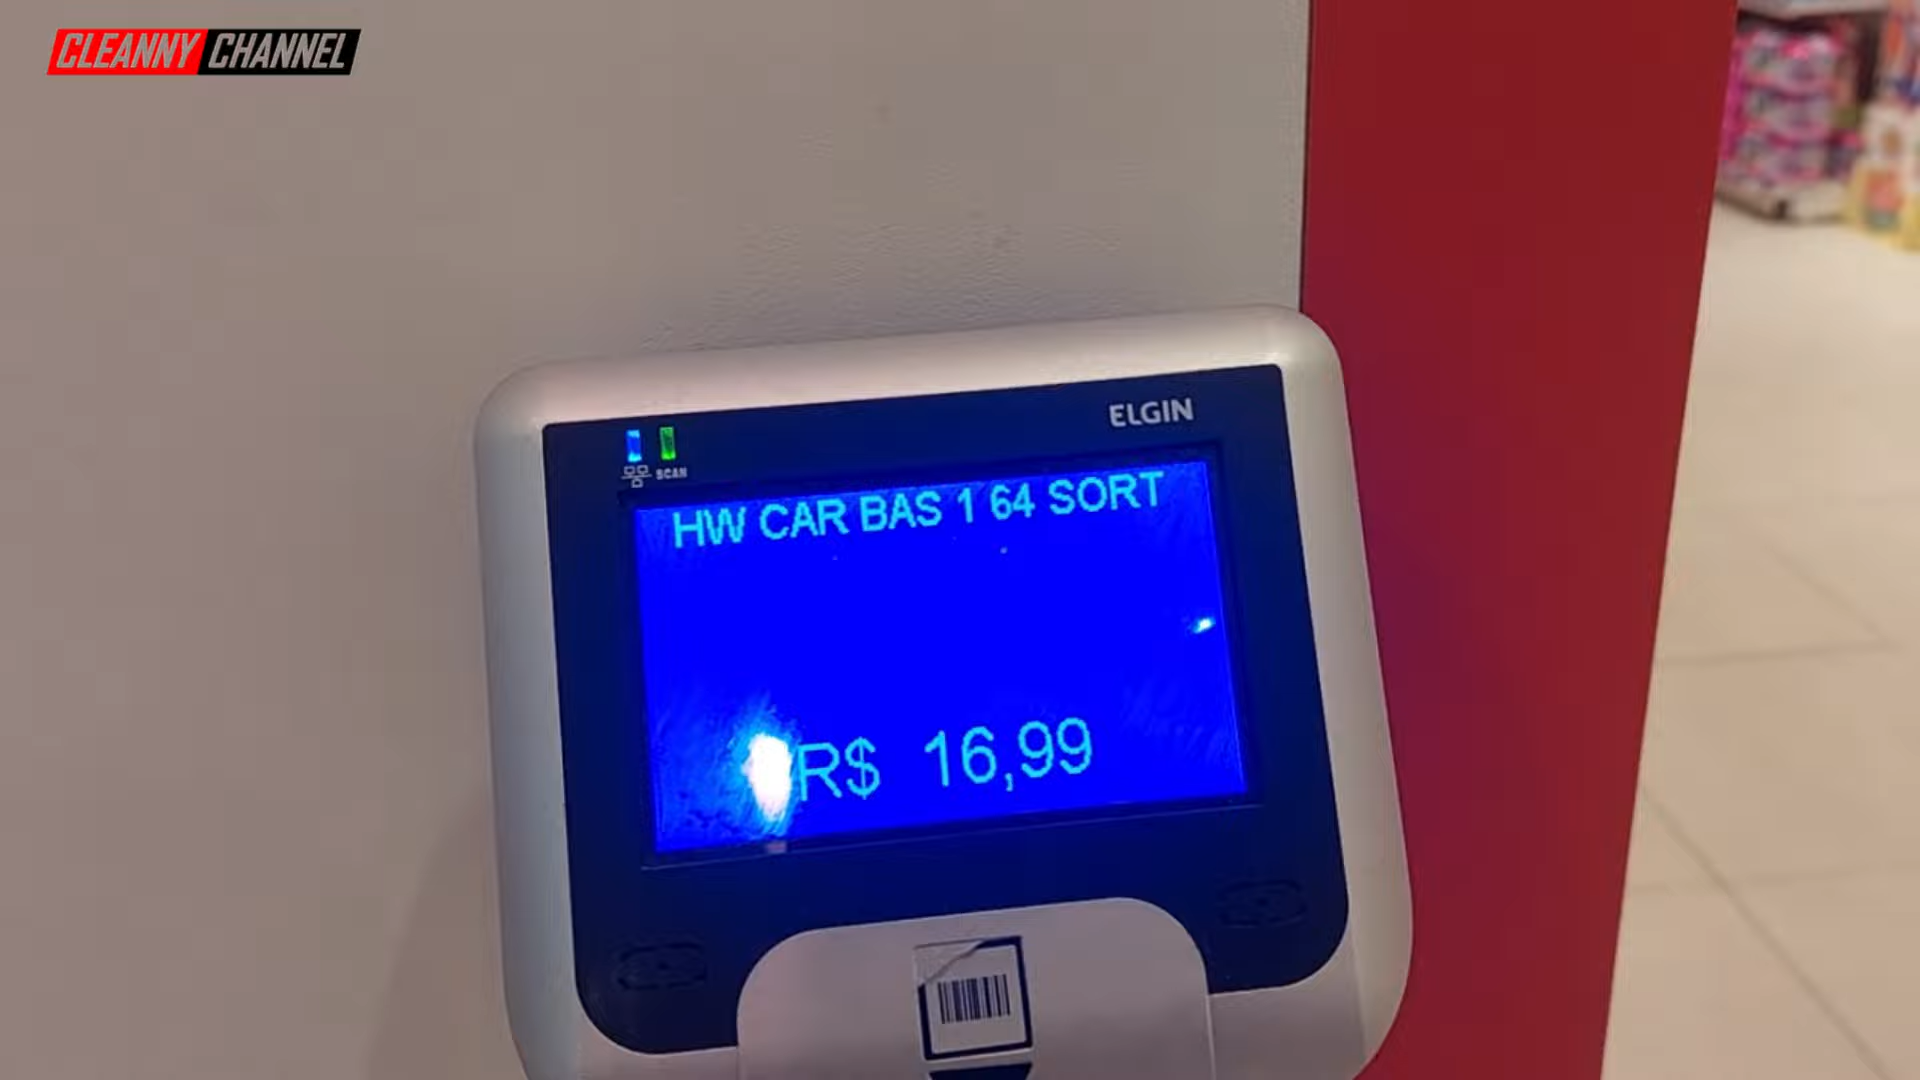 CLEANNY CHANNEL
ELGIN
SCAN
HW CAR BAS 1 64 SORT
R$ 16,99